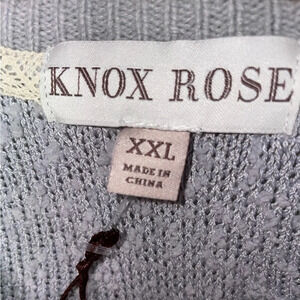 KNOX ROSE
XXL
MADE IN
CHINA